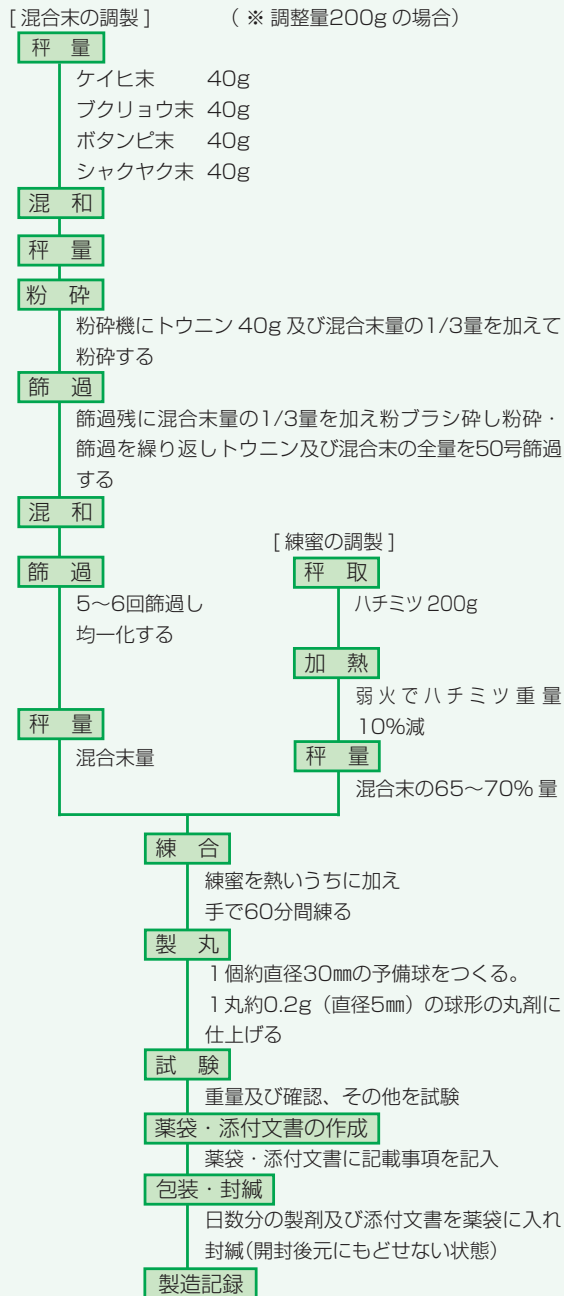 [ 混合末の調製 ] （ ※ 調整量200g の場合）
秤 量
ケイヒ末 40g
ブクリョウ末 40g
ボタンピ末 40g
シャクヤク末 40g
混 和
秤 量
粉 砕
粉砕機にトウニン 40g 及び混合末量の1/3量を加えて
粉砕する
篩 過
篩過残に混合末量の1/3量を加え粉ブラシ砕し粉砕・
篩過を繰り返しトウニン及び混合末の全量を50号篩過
する
混 和
篩 過
5〜6回篩過し
均一化する
秤 量
混合末量
[ 練蜜の調製 ]
秤 取
ハチミツ 200g
加 熱
弱火でハチミツ重量
10%減
秤 量
混合末の65〜70% 量
練 合
練蜜を熱いうちに加え
手で60分間練る
製 丸
１個約直径30㎜の予備球をつくる。
１丸約0.2g（直径5㎜）の球形の丸剤に
仕上げる
試 験
重量及び確認、その他を試験
薬袋・添付文書の作成
薬袋・添付文書に記載事項を記入
包装・封緘
日数分の製剤及び添付文書を薬袋に入れ
封緘(開封後元にもどせない状態)
製造記録